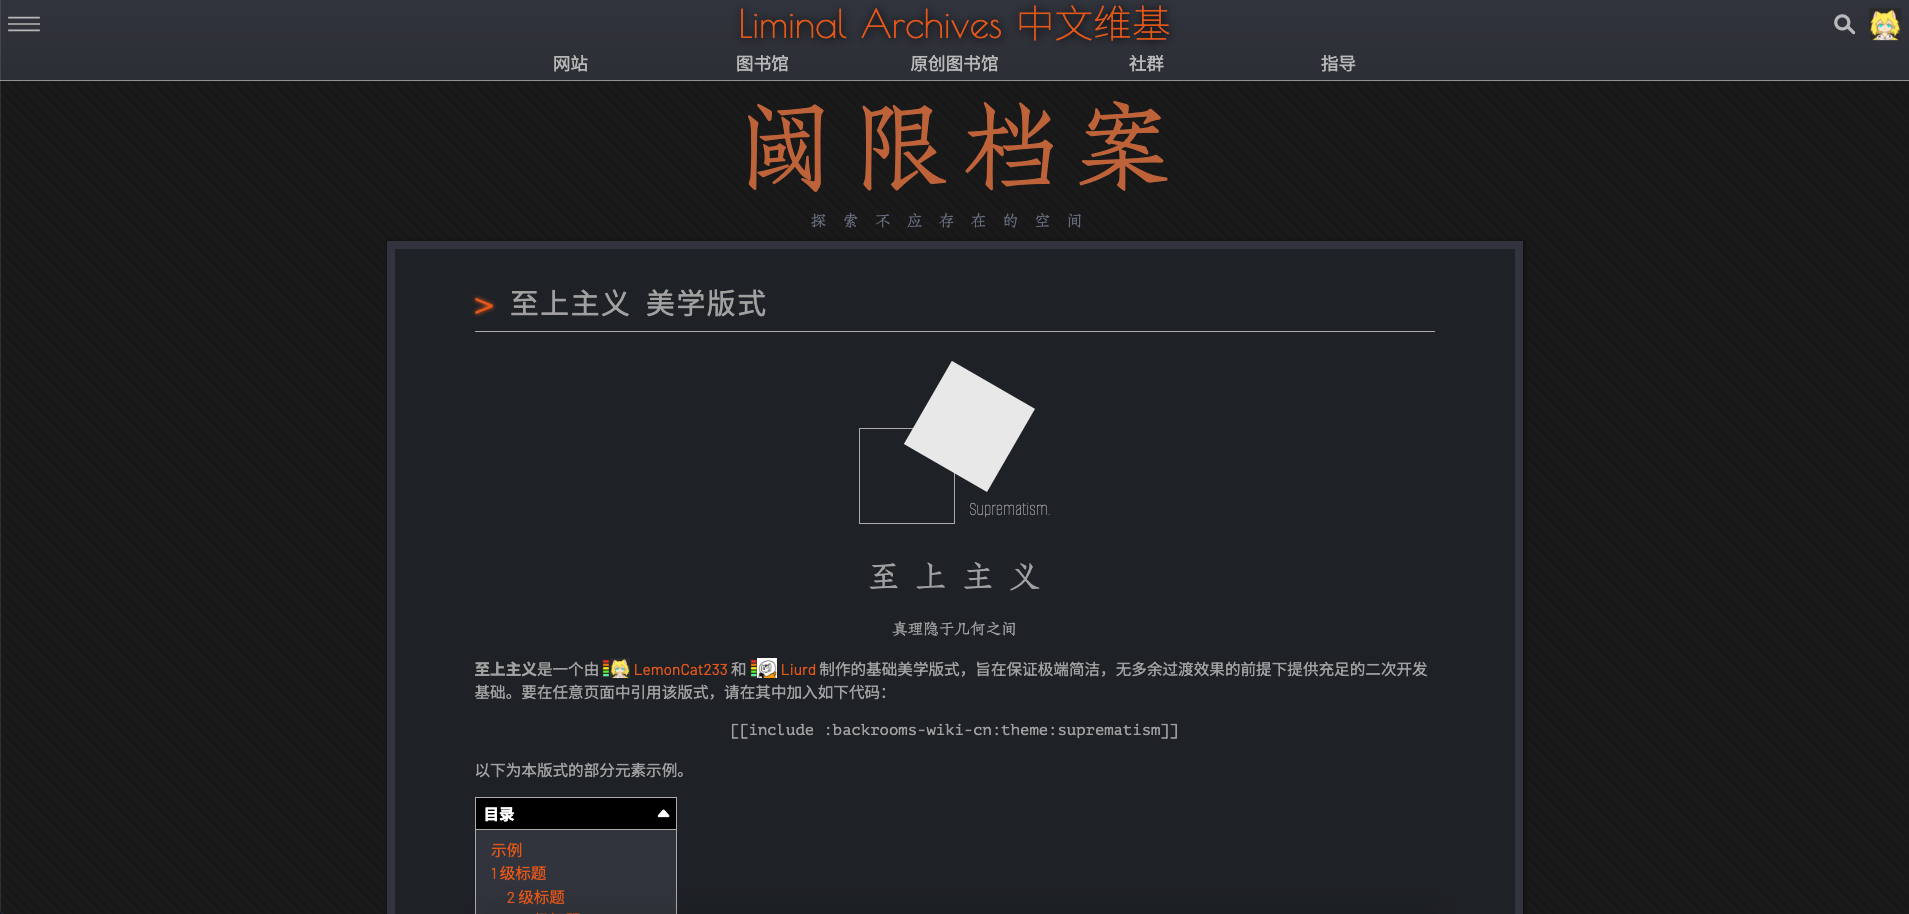 Liminal Archives 中文维基
网站 图书馆 原创图书馆 社群 指导
阈限档案
探索不应存在的空间
> 至上主义 美学版式
Suprematism.
至上主义
真理隐于几何之间
至上主义是一个由 LemonCat233 和 Liurd 制作的基础美学版式，旨在保证极端简洁，无多余过渡效果的前提下提供充足的二次开发
基础。要在任意页面中引用该版式，请在其中加入如下代码：
[[include :backrooms-wiki-cn:theme:suprematism]]
以下为本版式的部分元素示例。
目录
示例
1 级标题
2 级标题